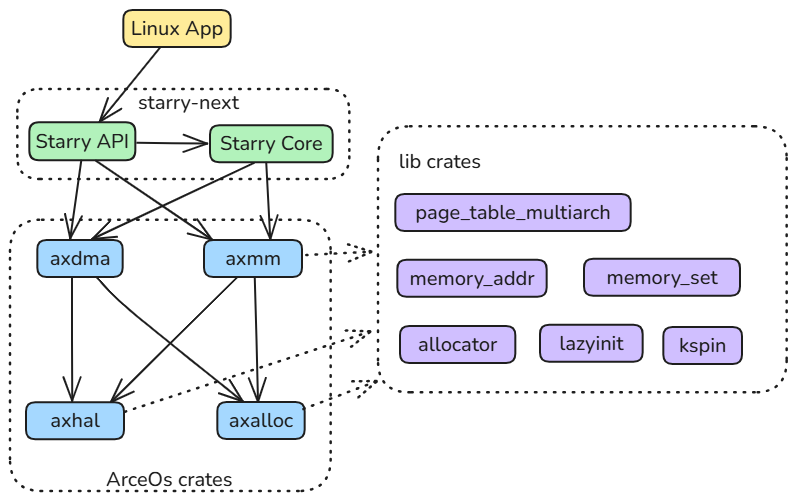 Linux App
starry-next
Starry API
Starry Core
lib crates
page_table_multiarch
axdma
axmm
memory_addr
memory_set
allocator
lazyinit
kspin
axhal
axalloc
ArceOs crates